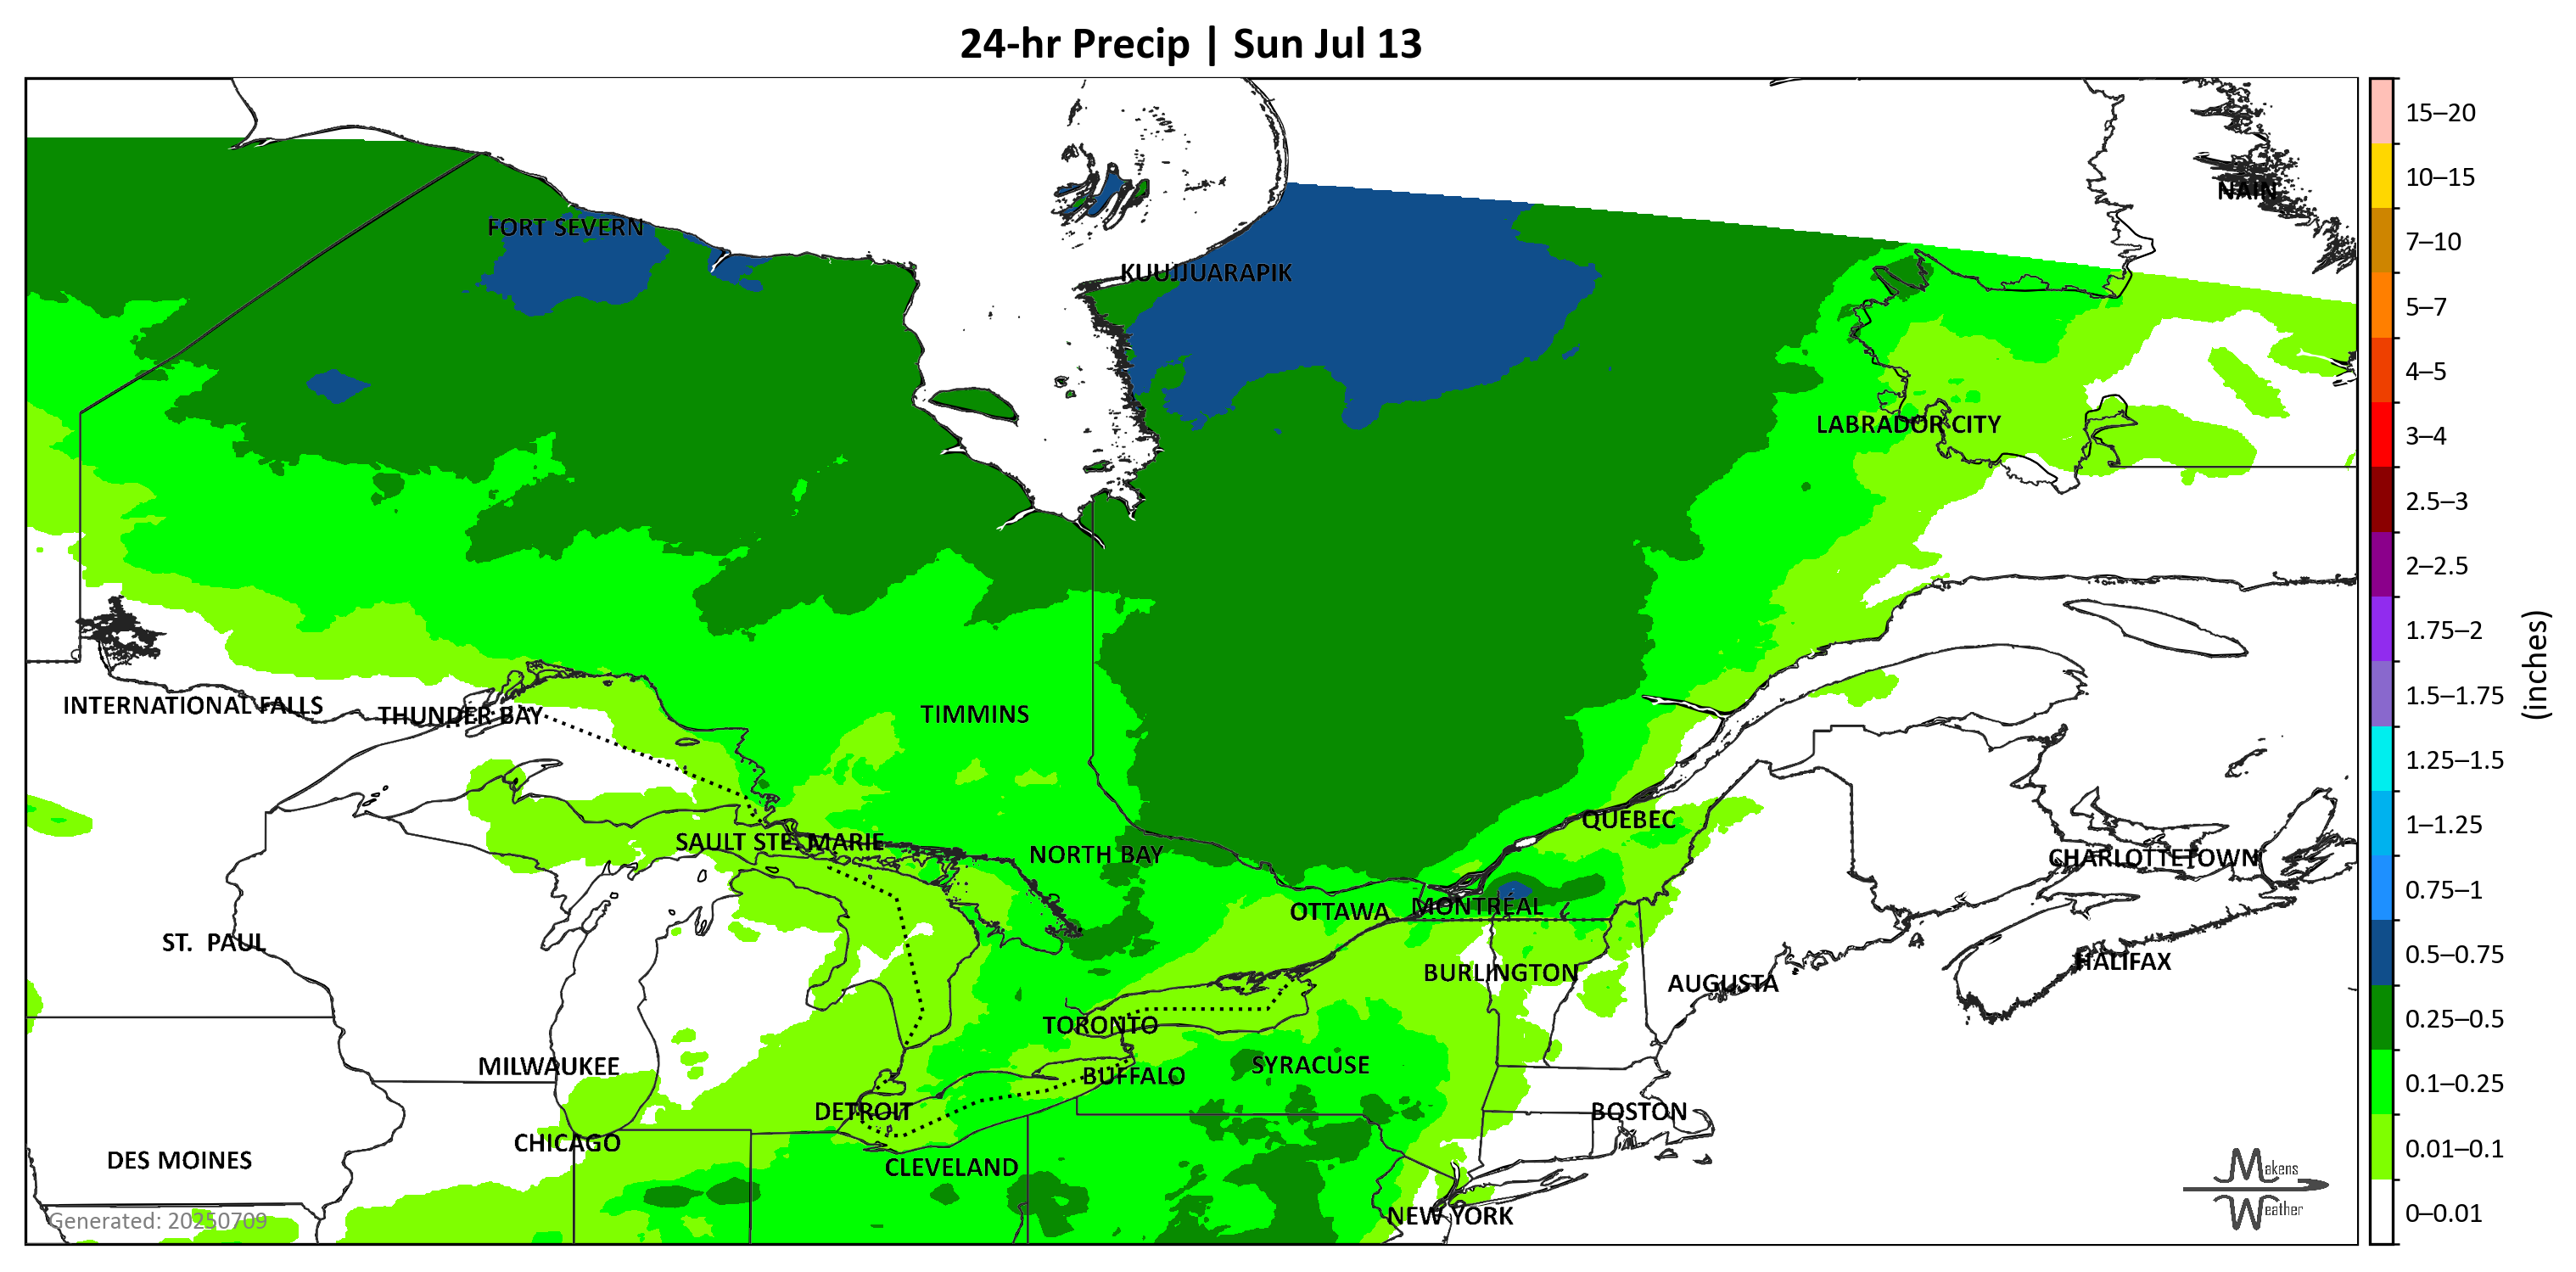 24-hr Precip | Sun Jul 13
15–20
10–15
NAIN
FORT SEVERN
7–10
KUUJJUARAPIK
5–7
4–5
LABRADOR CITY
3–4
2.5–3
2–2.5
1.75–2
(inches)
1.5–1.75
INTERNATIONAL FALLS
THUNDER BAY
TIMMINS
1.25–1.5
QUEBEC
1–1.25
SAULT STE. MARIE
NORTH BAY
CHARLOTTETOWN
0.75–1
OTTAWA
MONTRÉAL
ST. PAUL
0.5–0.75
HALIFAX
BURLINGTON
AUGUSTA
0.25–0.5
TORONTO
MILWAUKEE
SYRACUSE
BUFFALO
0.1–0.25
DETROIT
BOSTON
CHICAGO
0.01–0.1
DES MOINES
CLEVELAND
Makens
Weather
NEW YORK
0–0.01
Generated: 20250709